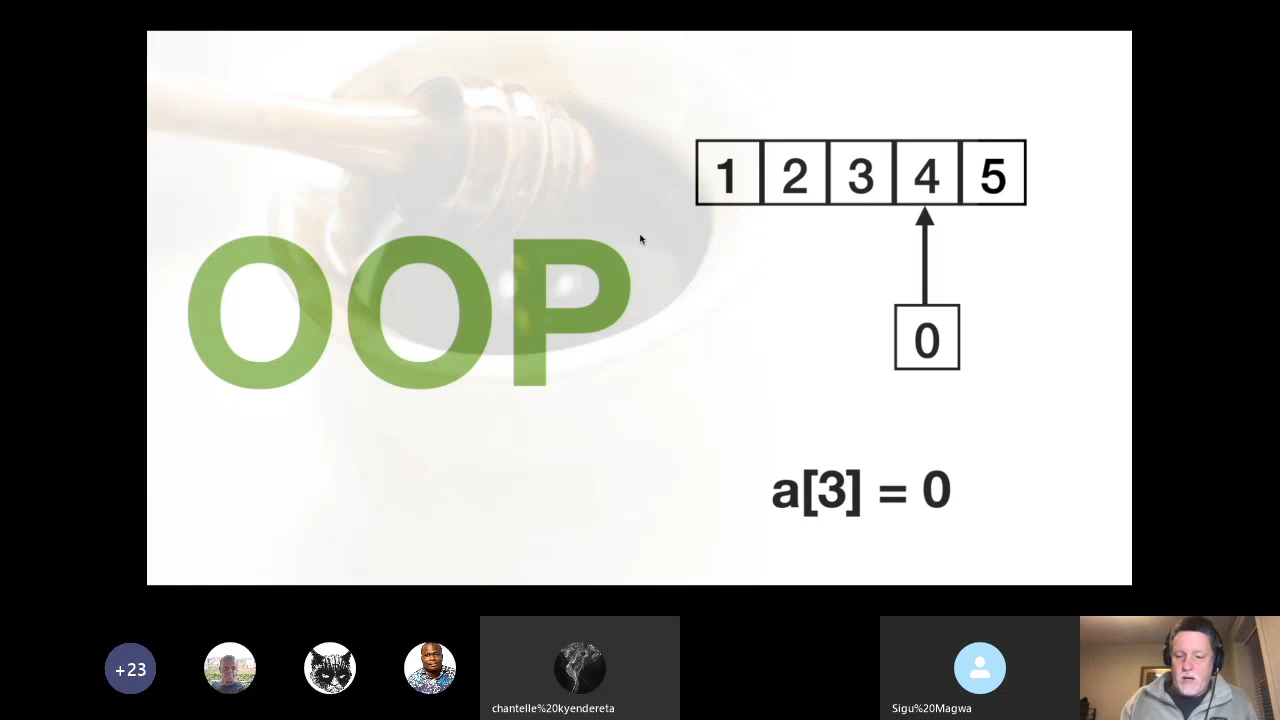 OOP
1 2 3 4 5
0
a[3] = 0
+23
chantelle%20kyendereta
Sigu%20Magwa